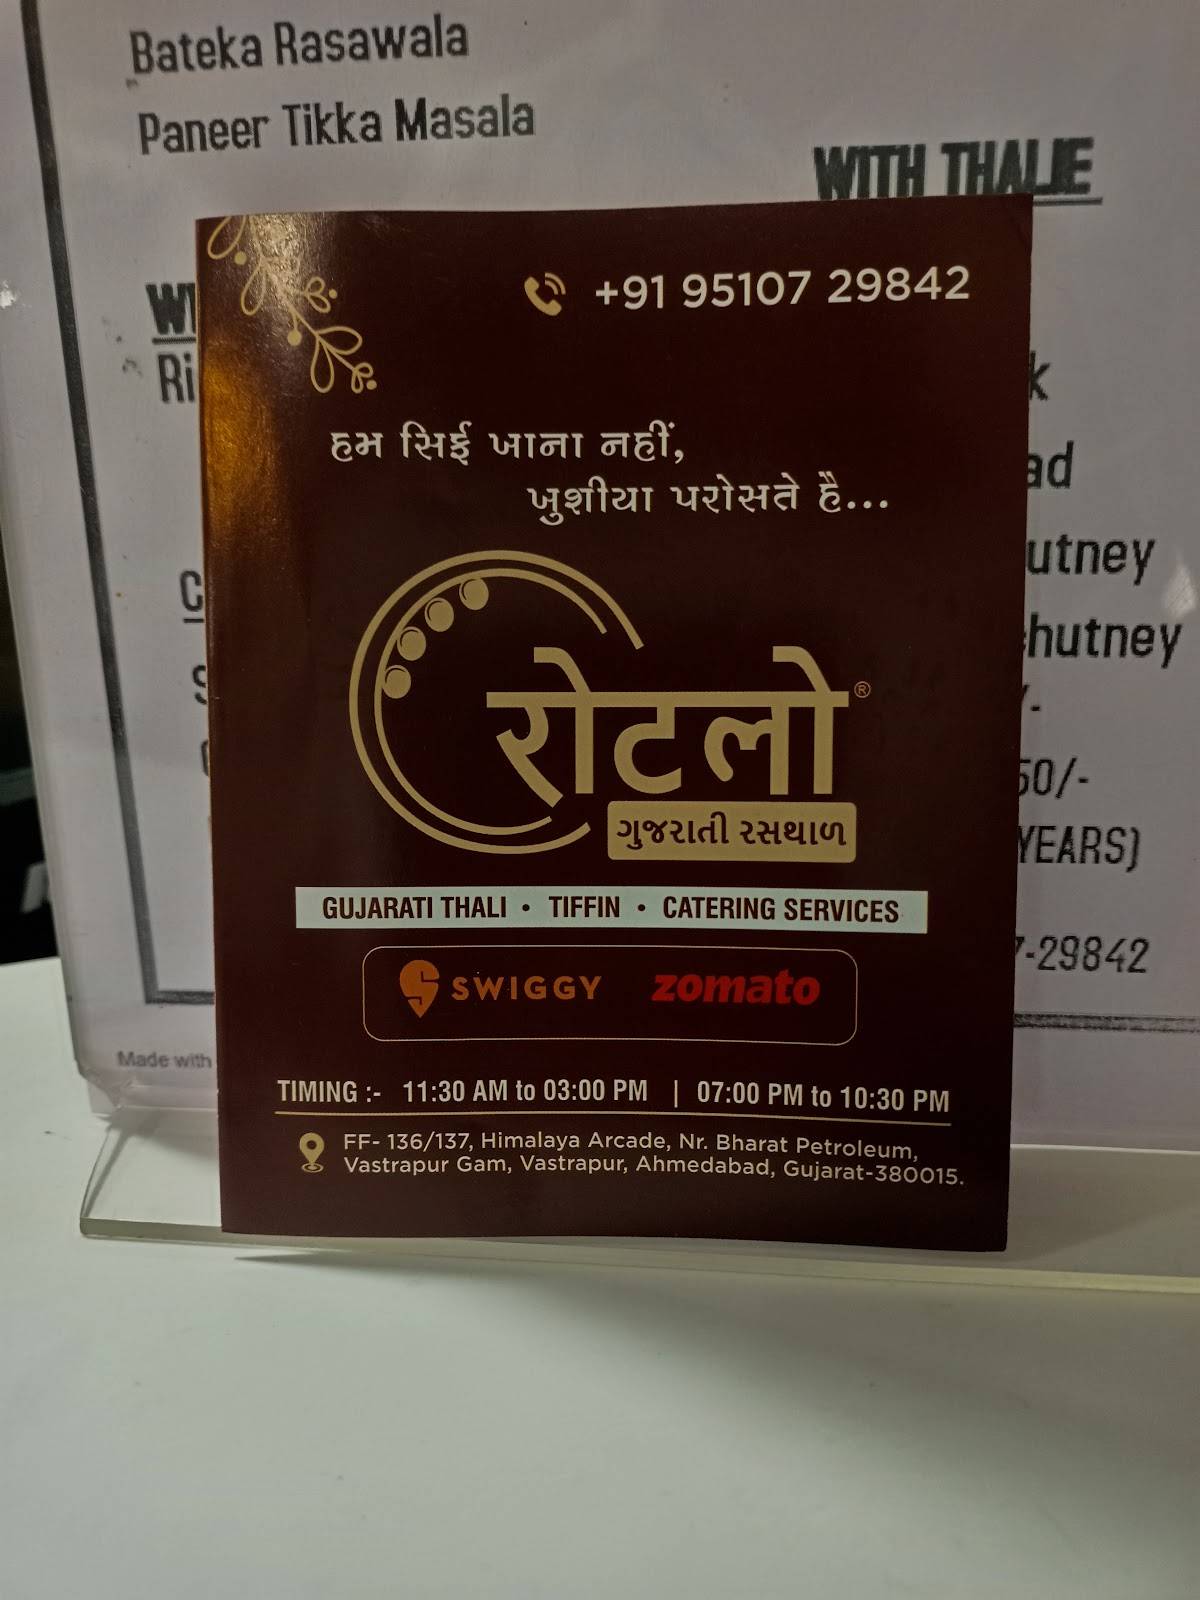 Bateka Rasawala
Paneer Tikka Masala
WITH THALIE
+91 95107 29842
હમ સિર્ફ ખાના નહીં,
ખુશીયા પરોસતે હૈ...
રોટલો®
ગુજરાતી રસથાળ
GUJARATI THALI • TIFFIN • CATERING SERVICES
SWIGGY zomato
TIMING :- 11:30 AM to 03:00 PM | 07:00 PM to 10:30 PM
FF- 136/137, Himalaya Arcade, Nr. Bharat Petroleum,
Vastrapur Gam, Vastrapur, Ahmedabad, Gujarat-380015.
utney
hutney
50/-
YEARS)
-29842
Made with